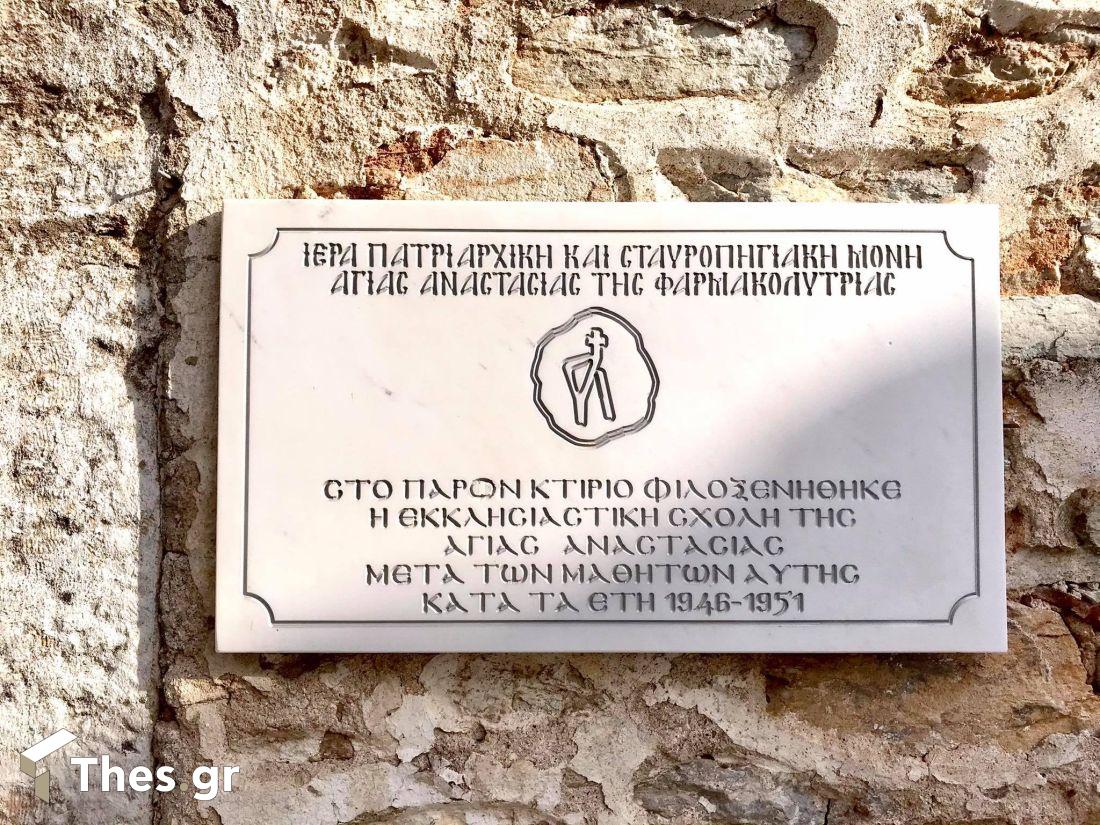 ΙΕΡΑ ΠΑΤΡΙΑΡΧΙΚΗ ΚΑΙ ΣΤΑΥΡΟΠΗΓΙΑΚΗ ΜΟΝΗ
ΑΓΙΑΣ ΑΝΑΣΤΑΣΙΑΣ ΤΗΣ ΦΑΡΜΑΚΟΛΥΤΡΙΑΣ
ΣΤΟ ΠΑΡΟΝ ΚΤΙΡΙΟ ΦΙΛΟΞΕΝΗΘΗΚΕ
Η ΕΚΚΛΗΣΙΑΣΤΙΚΗ ΣΧΟΛΗ ΤΗΣ
ΑΓΙΑΣ ΑΝΑΣΤΑΣΙΑΣ
ΜΕΤΑ ΤΩΝ ΜΑΘΗΤΩΝ ΑΥΤΗΣ
ΚΑΤΑ ΤΑ ΕΤΗ 1946-1951
Thes.gr